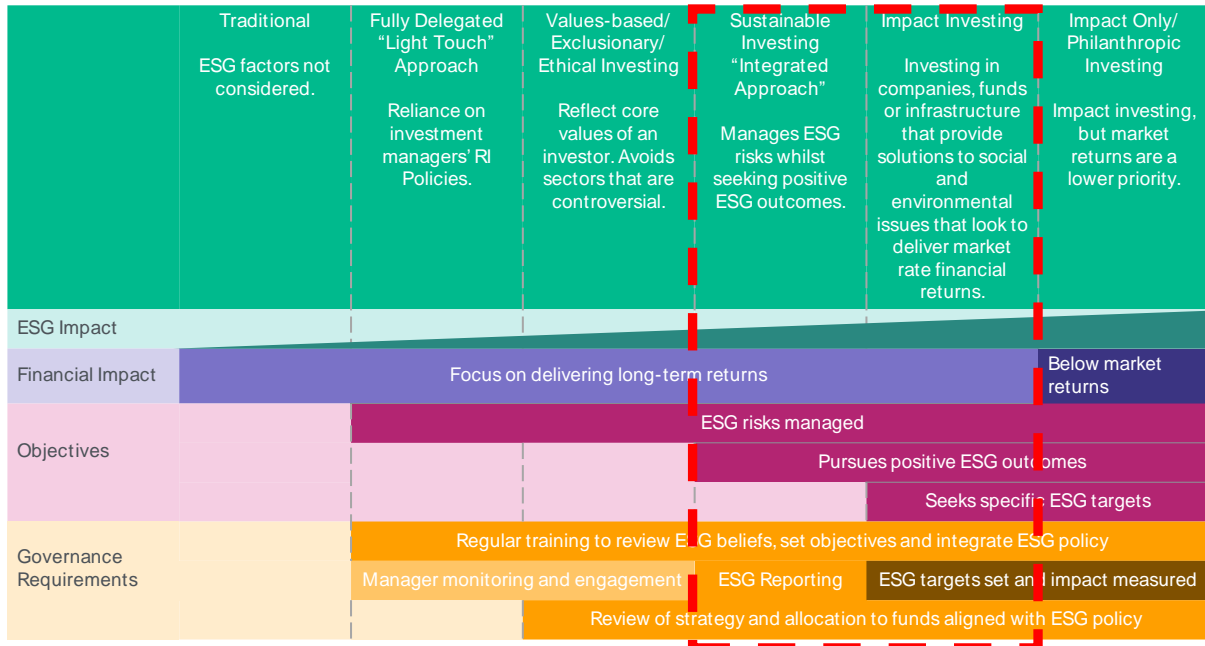 Traditional
ESG factors not
considered.
Fully Delegated
“Light Touch”
Approach
Reliance on
investment
managers’ RI
Policies.
Values-based/
Exclusionary/
Ethical Investing
Reflect core
values of an
investor. Avoids
sectors that are
controversial.
Sustainable
Investing
“Integrated
Approach”
Manages ESG
risks whilst
seeking positive
ESG outcomes.
Impact Investing
Investing in
companies, funds
or infrastructure
that provide
solutions to social
and
environmental
issues that look to
deliver market
rate financial
returns.
Impact Only/
Philanthropic
Investing
Impact investing,
but market
returns are a
lower priority.
ESG Impact
Financial Impact
Focus on delivering long-term returns
Below market
returns
Objectives
ESG risks managed
Pursues positive ESG outcomes
Seeks specific ESG targets
Governance
Requirements
Regular training to review ESG beliefs, set objectives and integrate ESG policy
Manager monitoring and engagement
ESG Reporting
ESG targets set and impact measured
Review of strategy and allocation to funds aligned with ESG policy